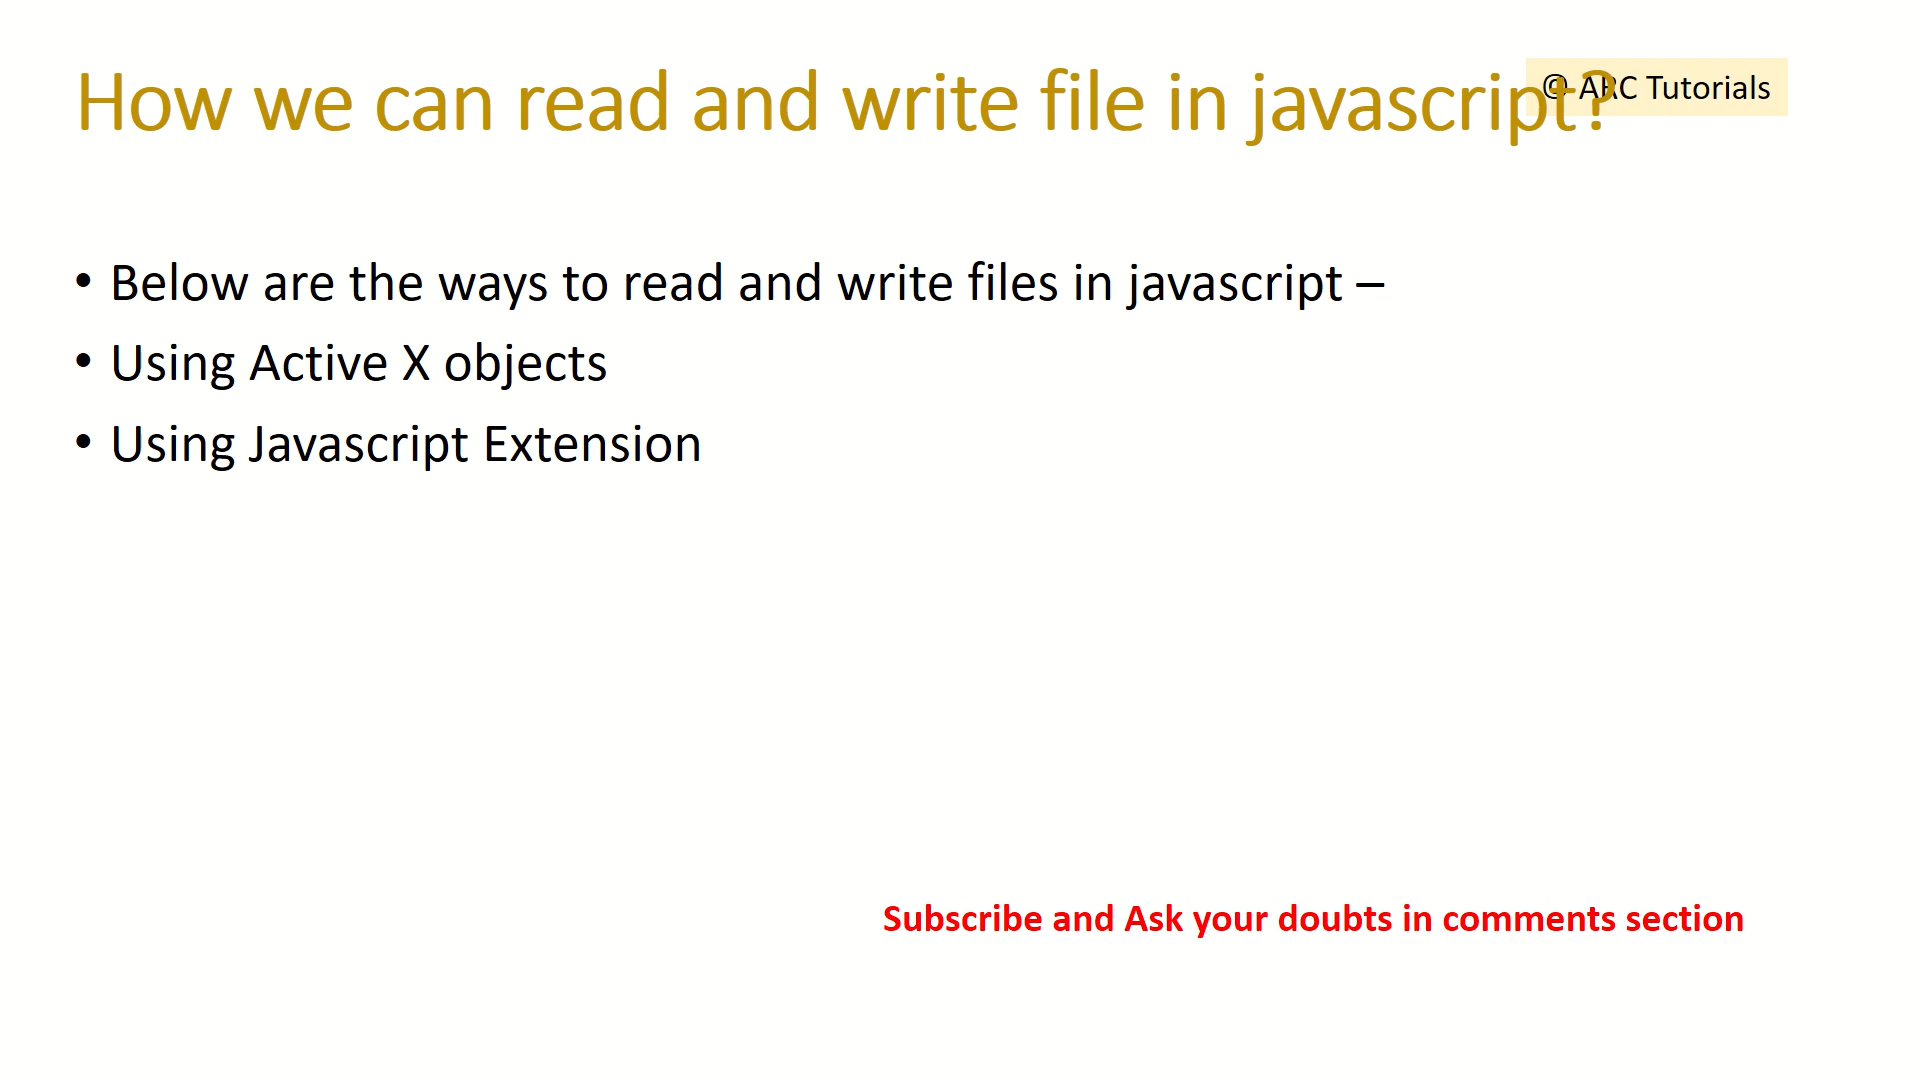 How we can read and write file in javascript?
© ARC Tutorials
• Below are the ways to read and write files in javascript –
• Using Active X objects
• Using Javascript Extension
Subscribe and Ask your doubts in comments section